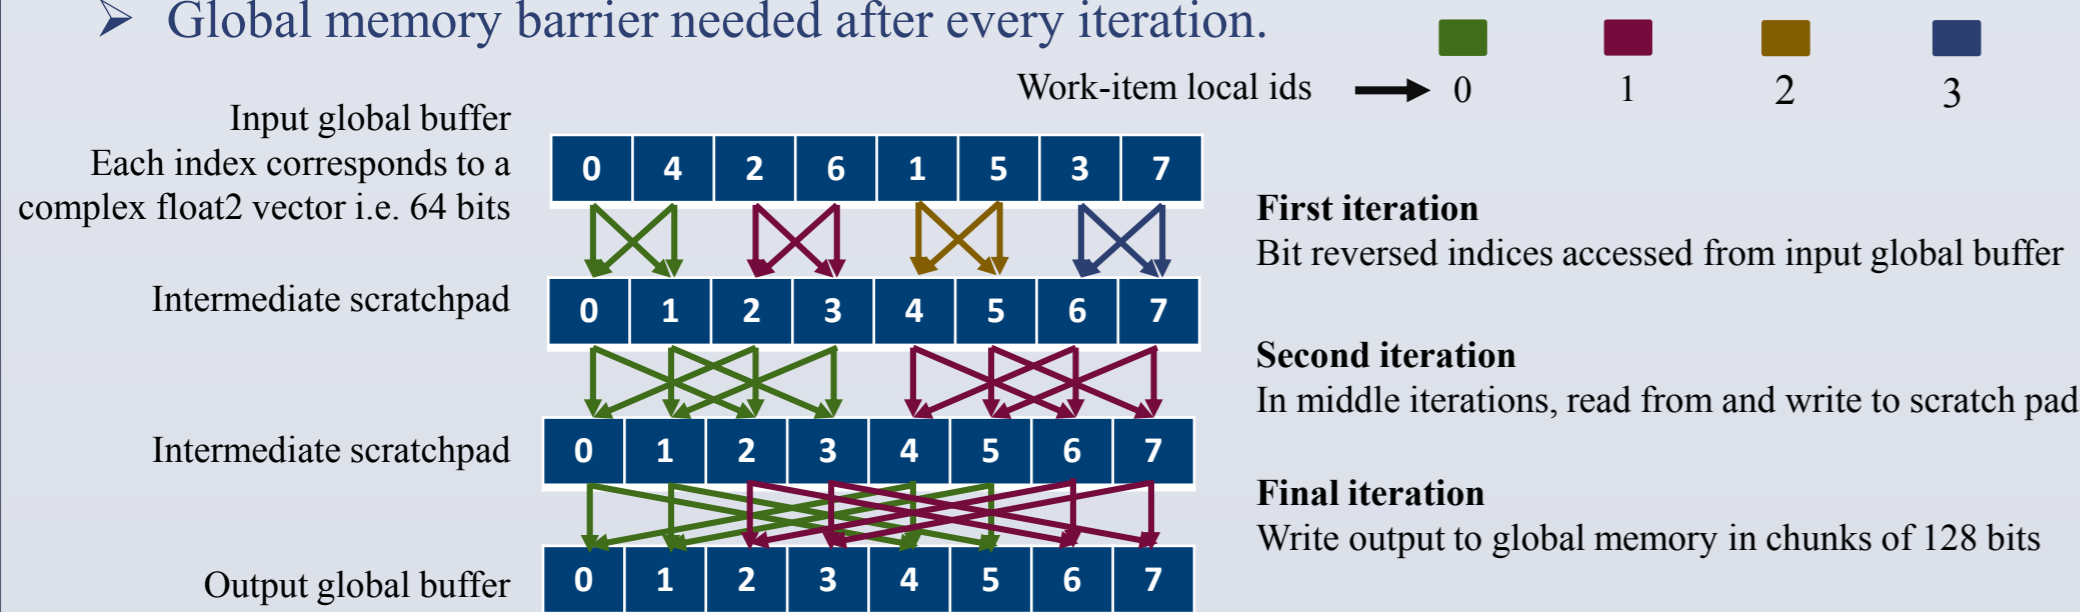 ➢ Global memory barrier needed after every iteration.
Work-item local ids 0 1 2 3
Input global buffer
Each index corresponds to a
complex float2 vector i.e. 64 bits
0 4 2 6 1 5 3 7
First iteration
Bit reversed indices accessed from input global buffer
Intermediate scratchpad
0 1 2 3 4 5 6 7
Second iteration
In middle iterations, read from and write to scratch pad
Intermediate scratchpad
0 1 2 3 4 5 6 7
Final iteration
Write output to global memory in chunks of 128 bits
Output global buffer
0 1 2 3 4 5 6 7